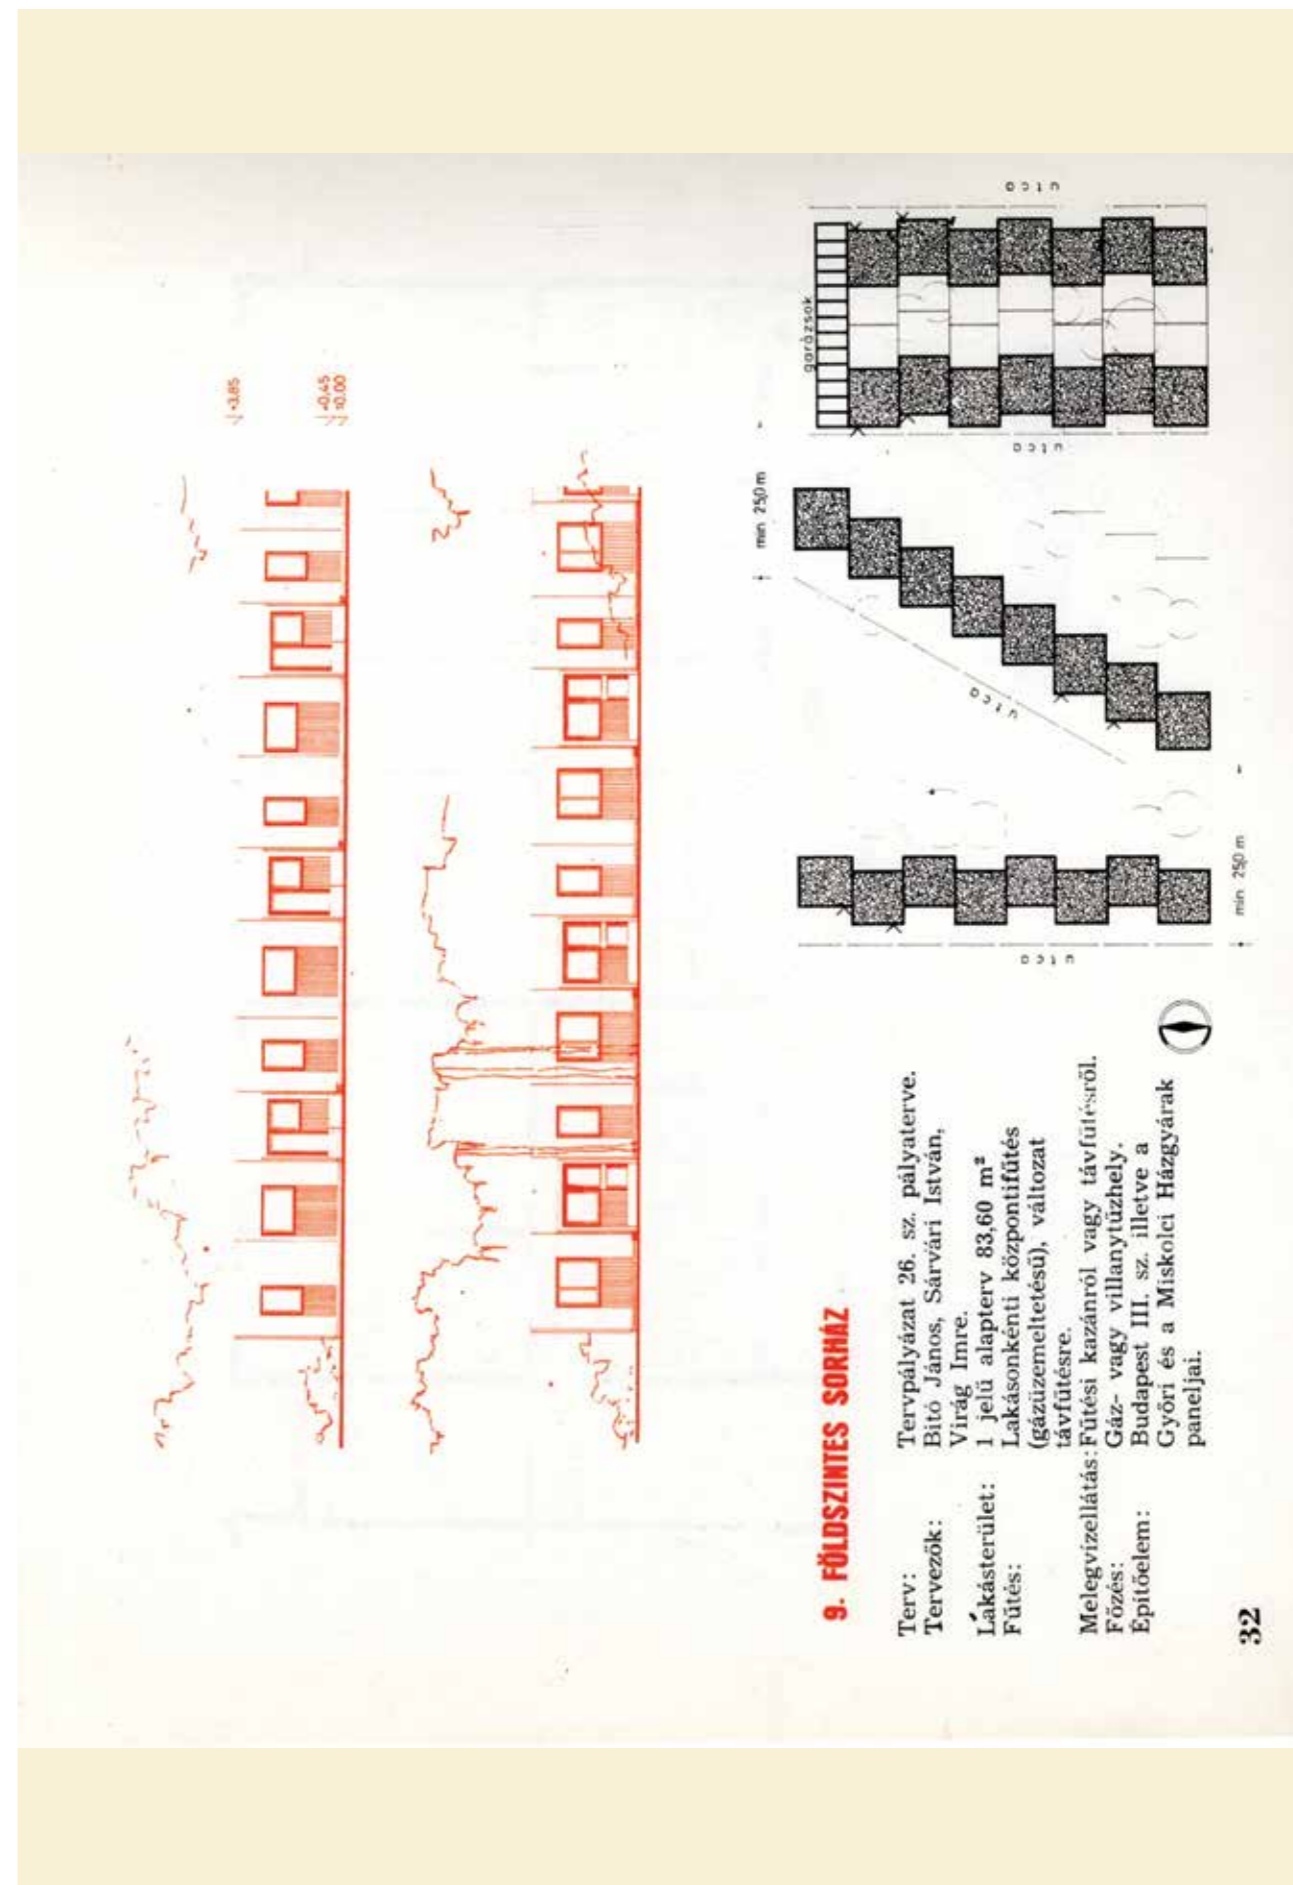 +3,85
+0,45
±0,00
9. FÖLDSZINTES SORHÁZ
Terv: Tervpályázat 26. sz. pályaterve.
Tervezők: Bitó János, Sárvári István,
Virág Imre.
Lakásterület: 1 jelű alapterv 83,60 m²
Fűtés: Lakásonkénti központifűtés
(gázüzemeltetésű), változat
távfűtésre.
Melegvízellátás: Fűtési kazánról vagy távfűtésről.
Főzés: Gáz- vagy villanytűzhely.
Építőelem: Budapest III. sz. illetve a
Győri és a Miskolci Házgyárak
paneljai.
utca
min 25,0 m
utca
min 25,0 m
garázsok
utca
utca
32